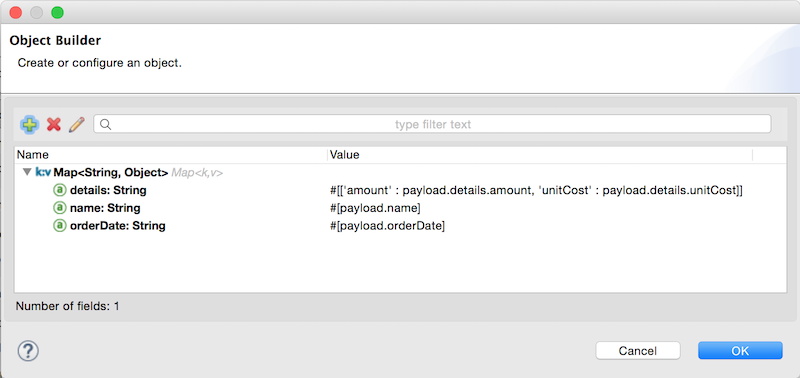 Object Builder
Create or configure an object.
type filter text
Name Value
k:v Map<String, Object> Map<k,v>
a details: String #[['amount' : payload.details.amount, 'unitCost' : payload.details.unitCost]]
a name: String #[payload.name]
a orderDate: String #[payload.orderDate]
Number of fields: 1
? Cancel OK